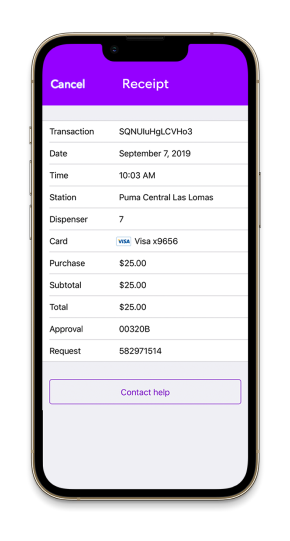 Cancel Receipt
Transaction SQNUIuHgLCVHo3
Date September 7, 2019
Time 10:03 AM
Station Puma Central Las Lomas
Dispenser 7
Card VISA Visa x9656
Purchase $25.00
Subtotal $25.00
Total $25.00
Approval 00320B
Request 582971514
Contact help